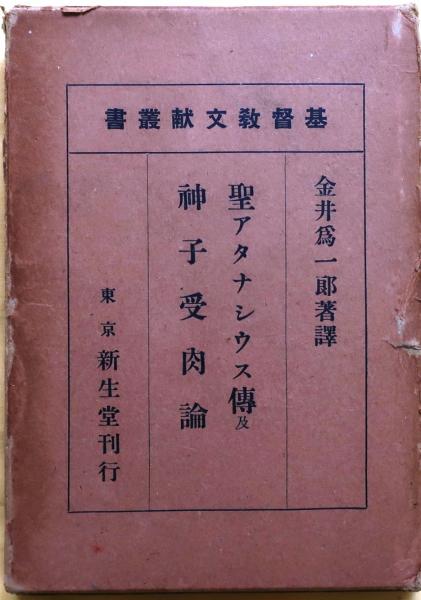 基督教文献叢書
金井爲一郎著譯
聖アタナシウス傳及
神子受肉論
東京 新生堂刊行